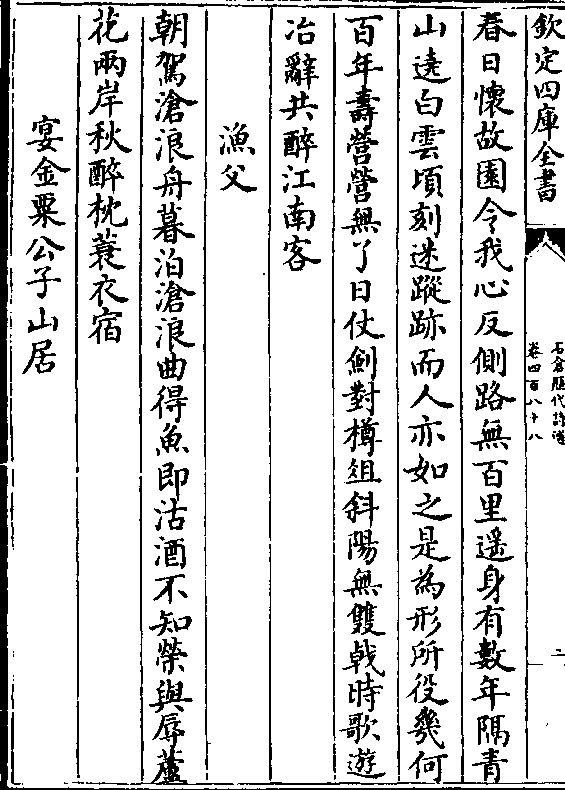 欽定四庫全書
石倉歷代詩選
卷四百八十八
二
春日懷故園令我心反側路無百里遥身有數年隔青
山遠白雲頃刻迷蹤跡而人亦如之是為形所役幾何
百年壽營營無了日仗劍對樽俎斜陽無雙戟時歌遊
冶辭共醉江南客
漁父
朝駕滄浪舟暮泊滄浪曲得魚即沽酒不知榮與辱蘆
花兩岸秋醉枕蓑衣宿
宴金粟公子山居